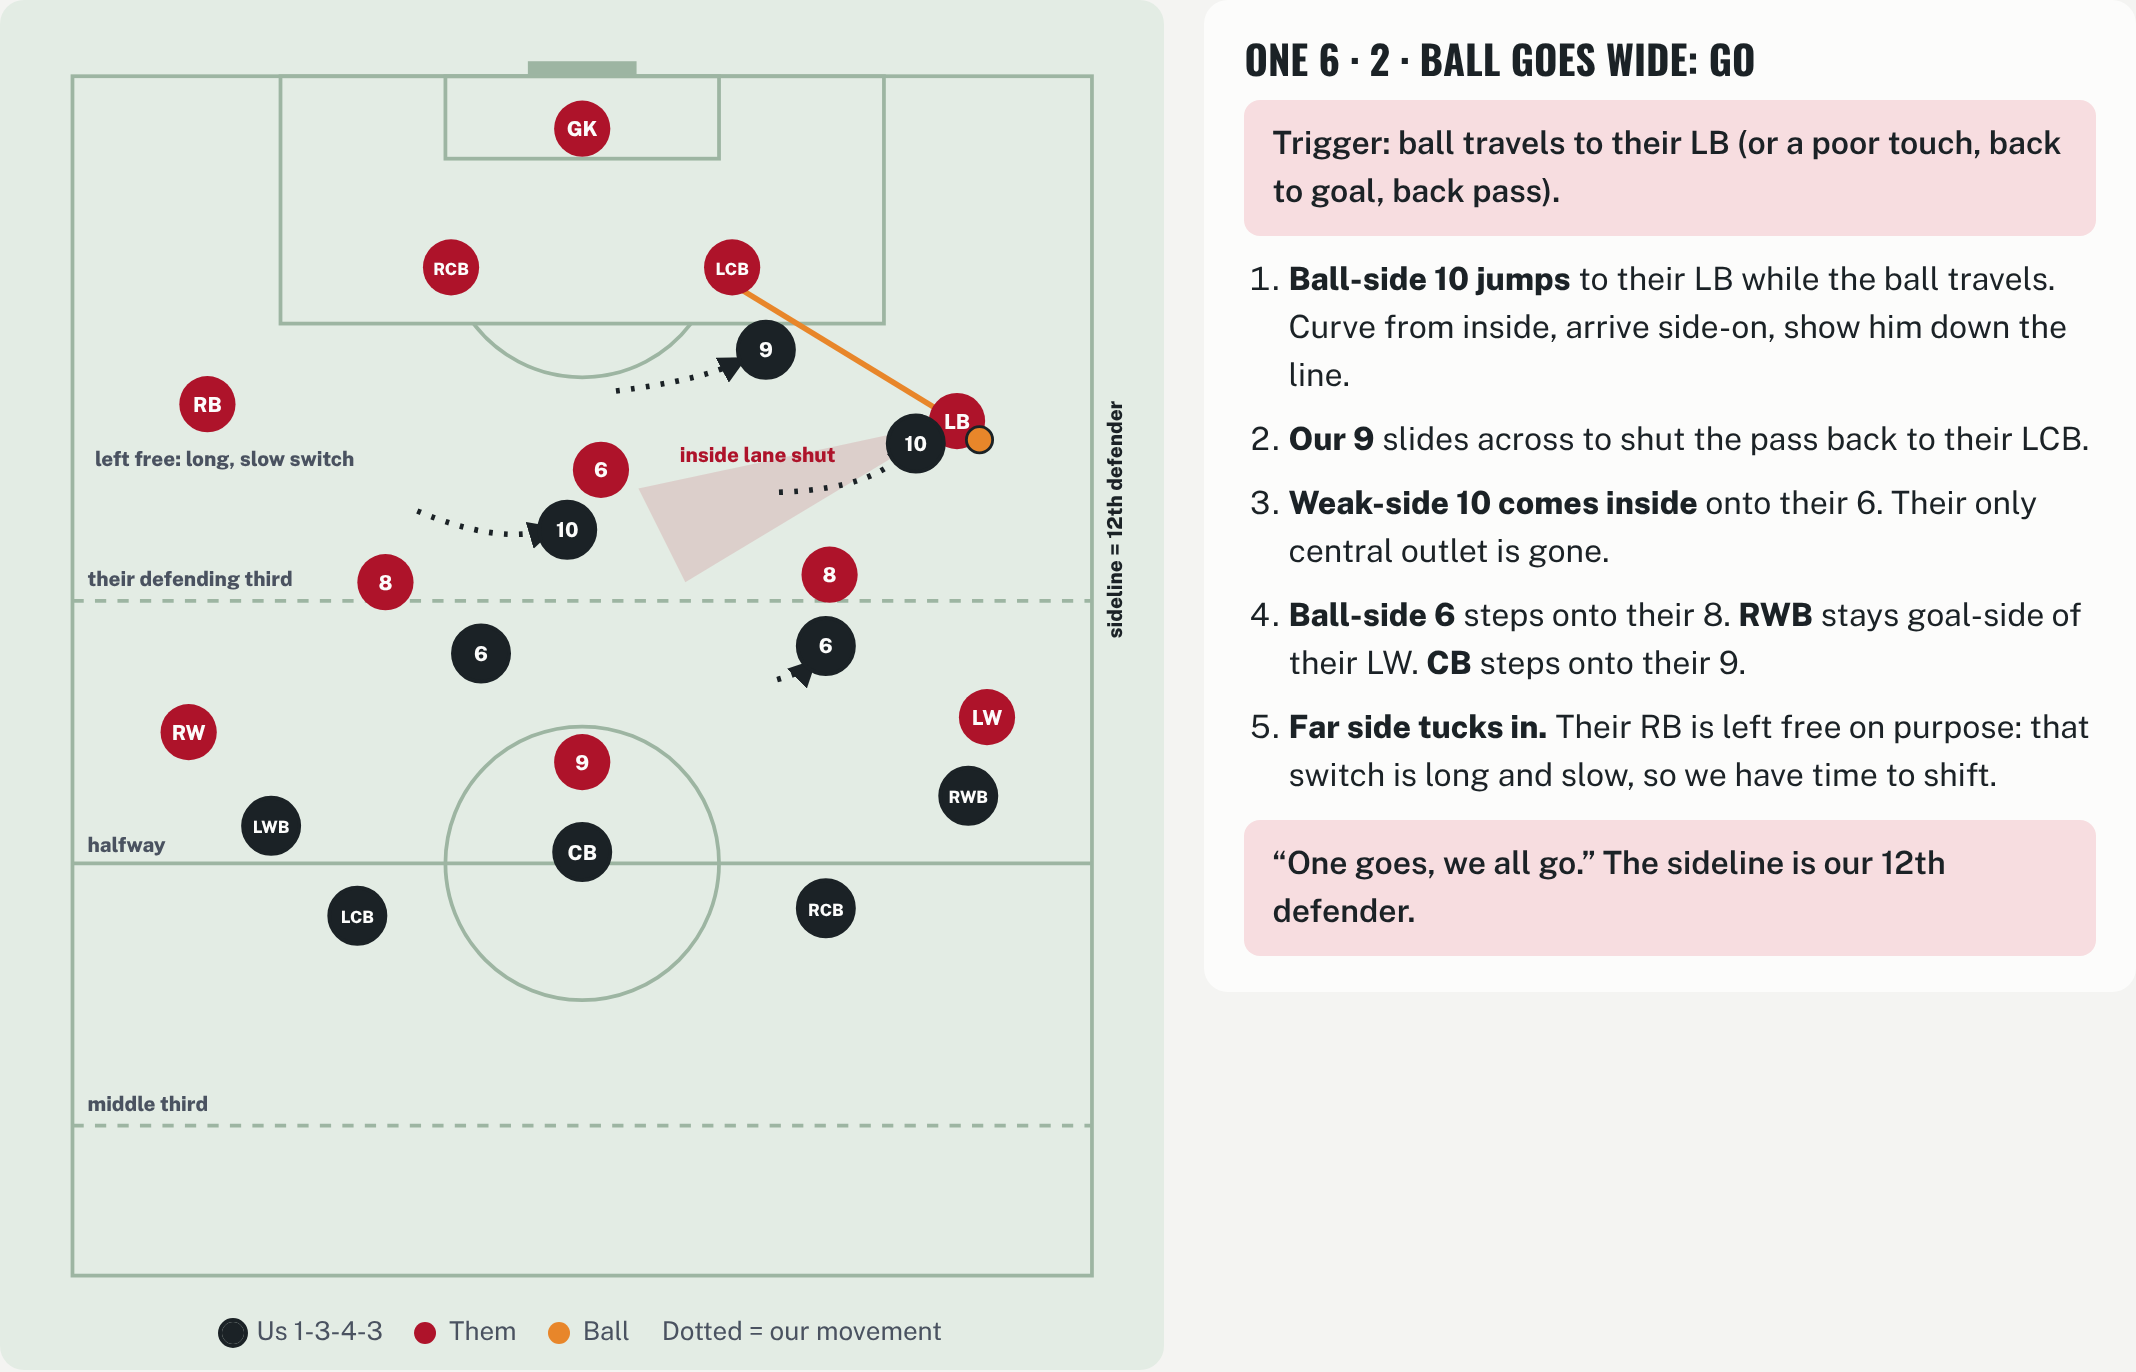 GK
RCB
LCB
9
RB
LB
10
left free: long, slow switch
6
inside lane shut
sideline = 12th defender
10
their defending third
8
8
6
6
RW
LW
9
RWB
LWB
halfway
CB
LCB
RCB
middle third
Us 1-3-4-3 Them Ball Dotted = our movement
ONE 6 · 2 · BALL GOES WIDE: GO
Trigger: ball travels to their LB (or a poor touch, back
to goal, back pass).
1. Ball-side 10 jumps to their LB while the ball travels.
Curve from inside, arrive side-on, show him down the
line.
2. Our 9 slides across to shut the pass back to their LCB.
3. Weak-side 10 comes inside onto their 6. Their only
central outlet is gone.
4. Ball-side 6 steps onto their 8. RWB stays goal-side of
their LW. CB steps onto their 9.
5. Far side tucks in. Their RB is left free on purpose: that
switch is long and slow, so we have time to shift.
“One goes, we all go.” The sideline is our 12th
defender.